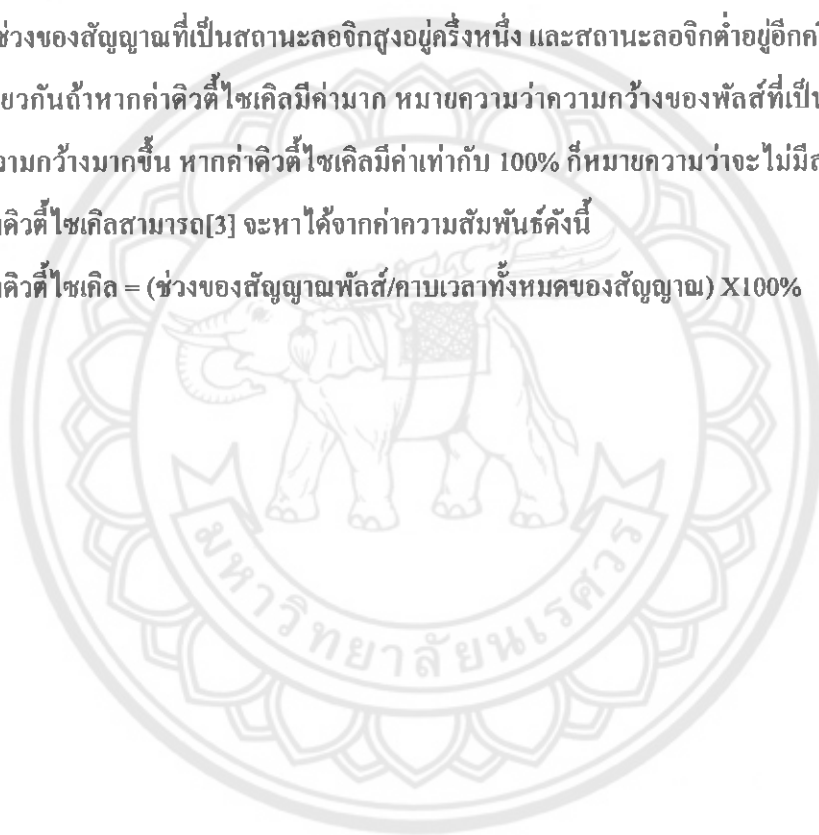 ช่วงของสัญญาณที่เป็นสถานะลอจิกสูงอยู่ครึ่งหนึ่ง และสถานะลอจิกต่ำอยู่อีกค
ยวกันถ้าหากค่าดิวตี้ไซเคิลมีค่ามาก หมายความว่าความกว้างของพัลส์ที่เป็น
วามกว้างมากขึ้น หากค่าดิวตี้ไซเคิลมีค่าเท่ากับ 100% ก็หมายความว่าจะไม่มีส
ดิวตี้ไซเคิลสามารถ[3] จะหาได้จากค่าความสัมพันธ์ดังนี้
ดิวตี้ไซเคิล = (ช่วงของสัญญาณพัลส์/คาบเวลาทั้งหมดของสัญญาณ) X100%
มหาวิทยาลัยนเรศวร